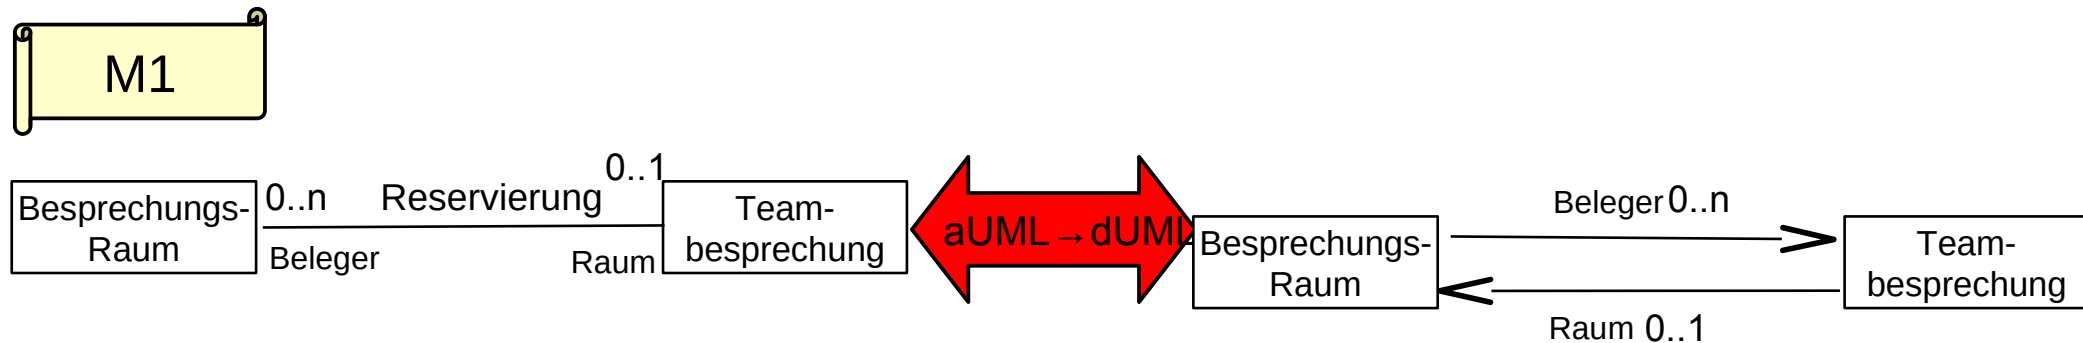 M1
0..1
0..n Reservierung
Besprechungs-
Raum
Beleger
Raum
Team-
besprechung
aUML→dUML
Besprechungs-
Raum
Beleger 0..n
Raum 0..1
Team-
besprechung